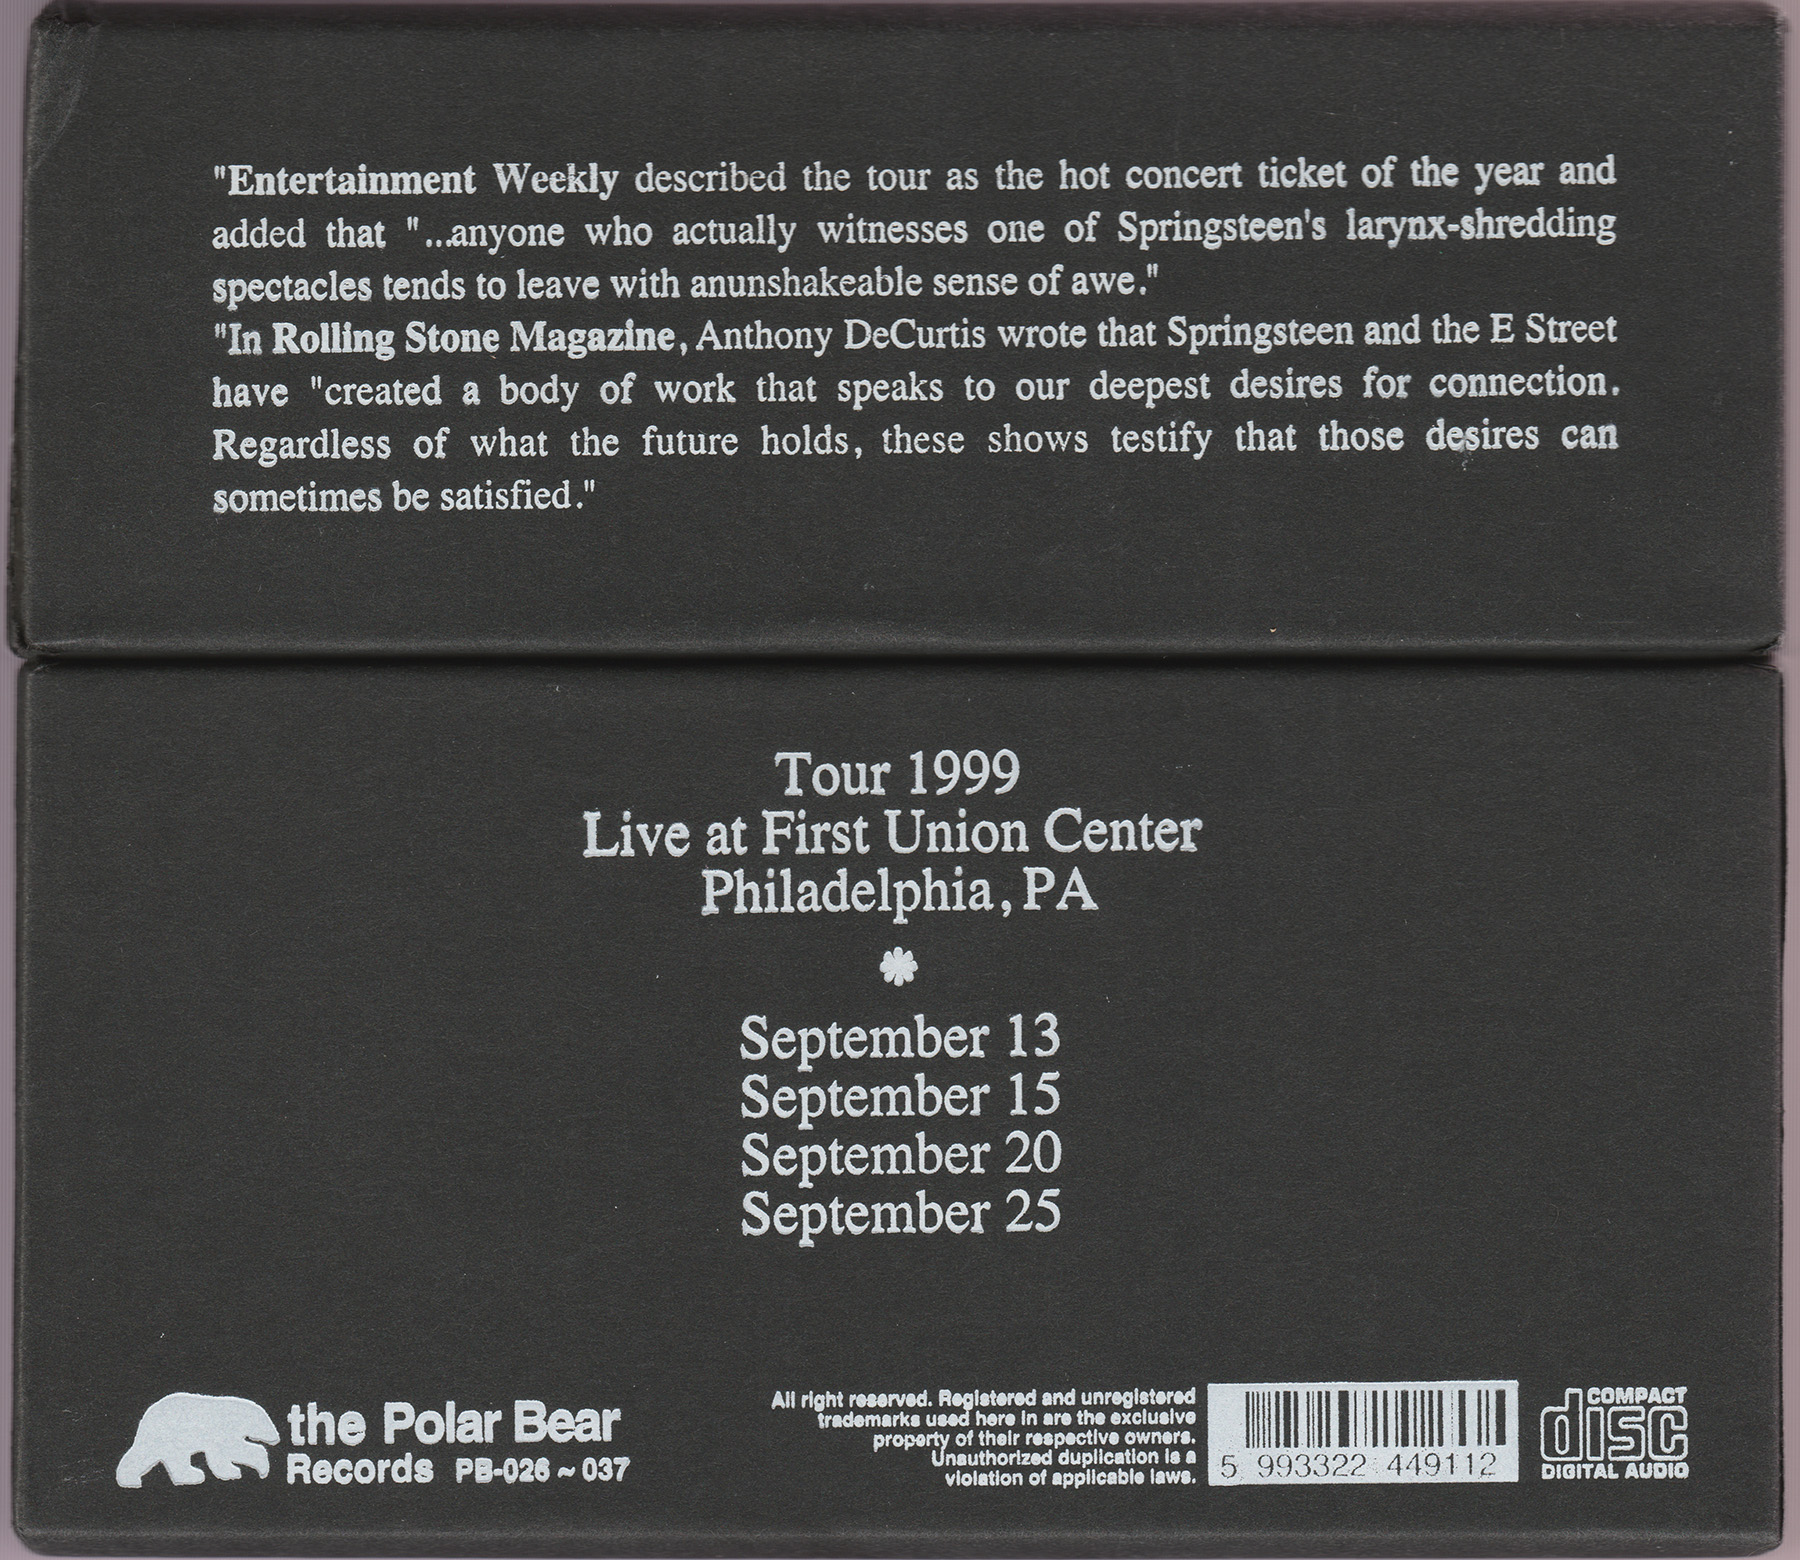 "Entertainment Weekly described the tour as the hot concert ticket of the year and
added that "...anyone who actually witnesses one of Springsteen's larynx-shredding
spectacles tends to leave with anunshakeable sense of awe."
"In Rolling Stone Magazine, Anthony DeCurtis wrote that Springsteen and the E Street
have "created a body of work that speaks to our deepest desires for connection.
Regardless of what the future holds, these shows testify that those desires can
sometimes be satisfied."
Tour 1999
Live at First Union Center
Philadelphia, PA
September 13
September 15
September 20
September 25
the Polar Bear
Records PB-026 ~ 037
All right reserved. Registered and unregistered
trademarks used here in are the exclusive
property of their respective owners.
Unauthorized duplication is a
violation of applicable laws.
5 993322 449112
COMPACT
disc
DIGITAL AUDIO